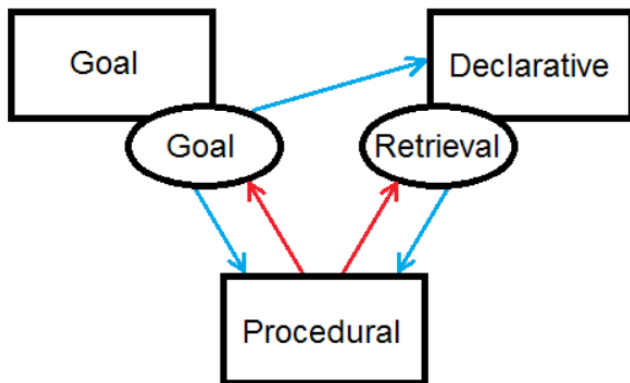 Goal
Declarative
Goal
Retrieval
Procedural